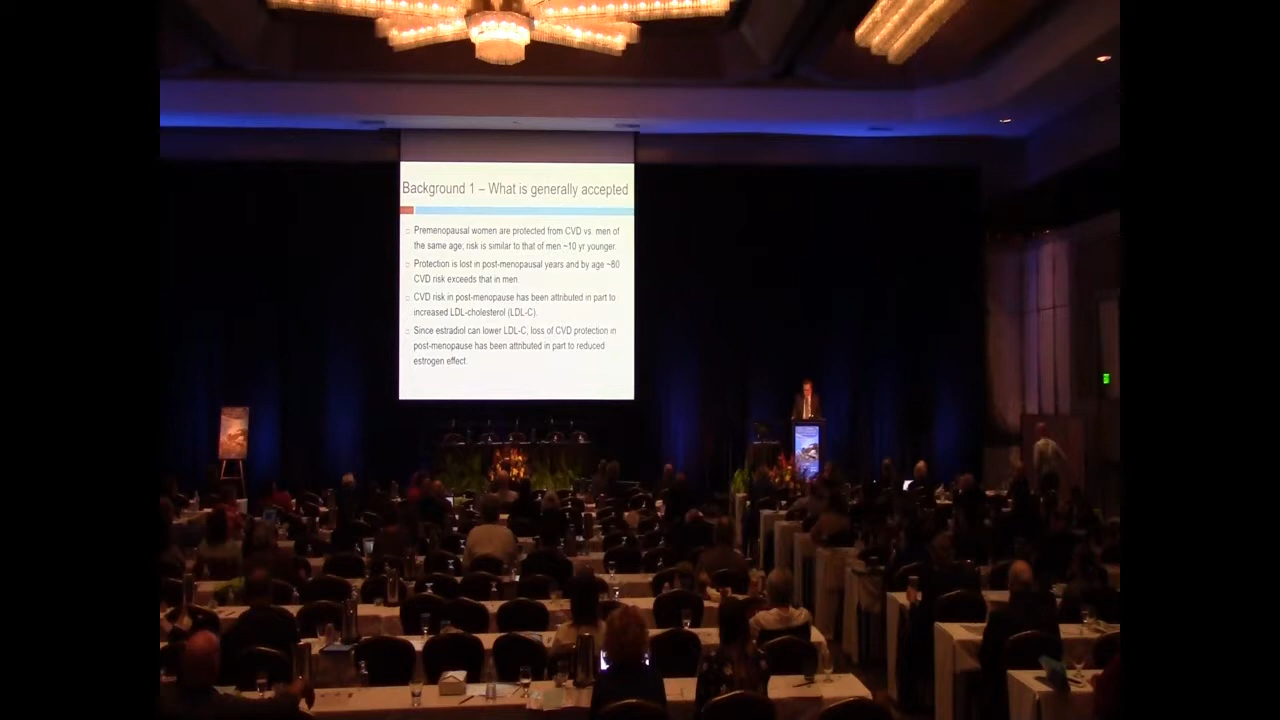 Background 1 – What is generally accepted
Premenopausal women are protected from CVD vs. men of
the same age; risk is similar to that of men ~10 yr younger.
Protection is lost in post-menopausal years and by age ~80
CVD risk exceeds that in men.
CVD risk in post-menopause has been attributed in part to
increased LDL-cholesterol (LDL-C).
Since estradiol can lower LDL-C, loss of CVD protection in
post-menopause has been attributed in part to reduced
estrogen effect.